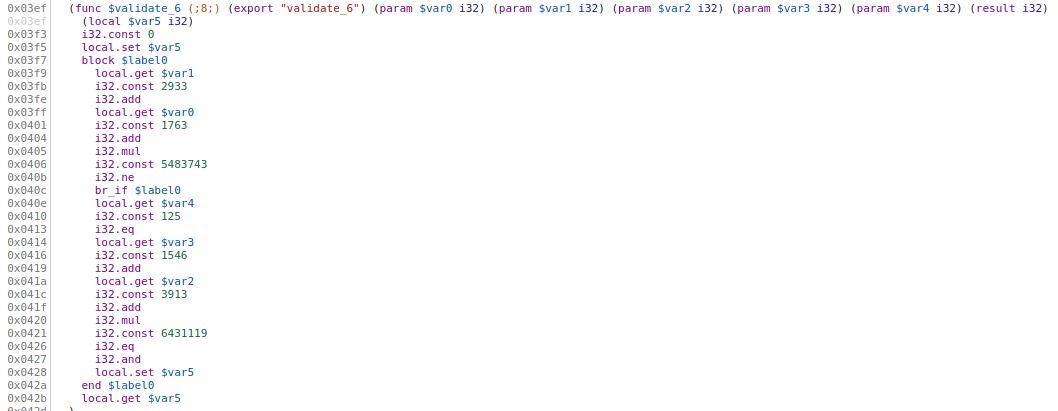 0x03ef (func $validate_6 (;8;) (export "validate_6") (param $var0 i32) (param $var1 i32) (param $var2 i32) (param $var3 i32) (param $var4 i32) (result i32)
0x03ef (local $var5 i32)
0x03f3 i32.const 0
0x03f5 local.set $var5
0x03f7 block $label0
0x03f9 local.get $var1
0x03fb i32.const 2933
0x03fe i32.add
0x03ff local.get $var0
0x0401 i32.const 1763
0x0404 i32.add
0x0405 i32.mul
0x0406 i32.const 5483743
0x040b i32.ne
0x040c br_if $label0
0x040e local.get $var4
0x0410 i32.const 125
0x0413 i32.eq
0x0414 local.get $var3
0x0416 i32.const 1546
0x0419 i32.add
0x041a local.get $var2
0x041c i32.const 3913
0x041f i32.add
0x0420 i32.mul
0x0421 i32.const 6431119
0x0426 i32.eq
0x0427 i32.and
0x0428 local.set $var5
0x042a end $label0
0x042b local.get $var5
0x042d )